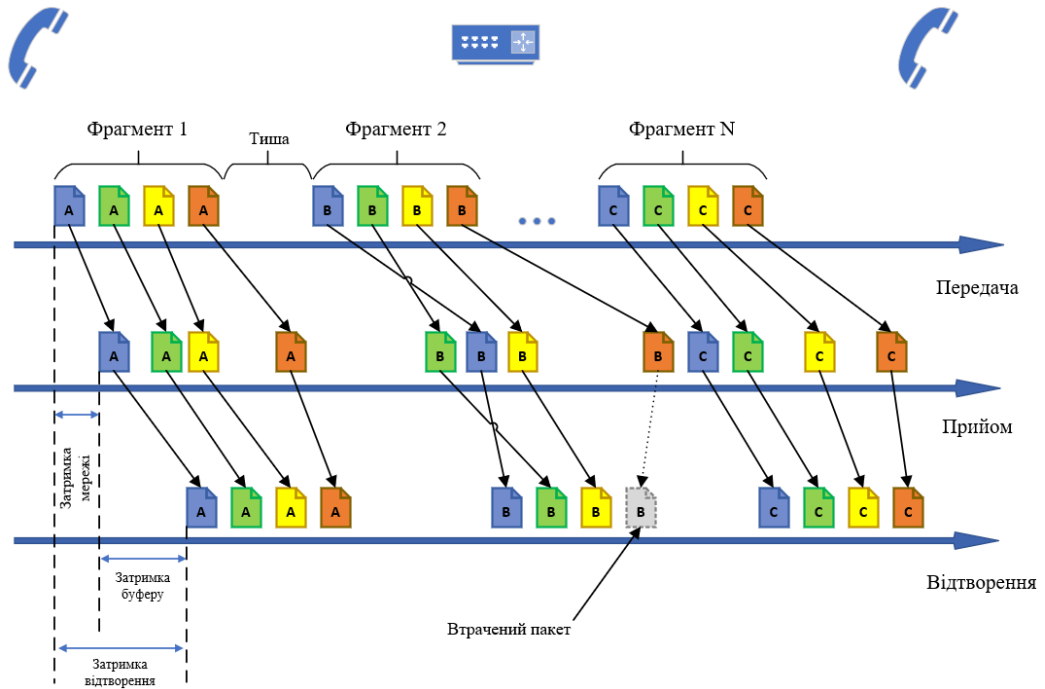 Фрагмент 1
Тиша
Фрагмент 2
Фрагмент N
A A A A B B B B C C C C
Передача
A A A A B B B B C C C C
Прийом
Затримка
мережі
A A A A B B B B C C C C
Затримка
буферу
Відтворення
Втрачений пакет
Затримка
відтворення